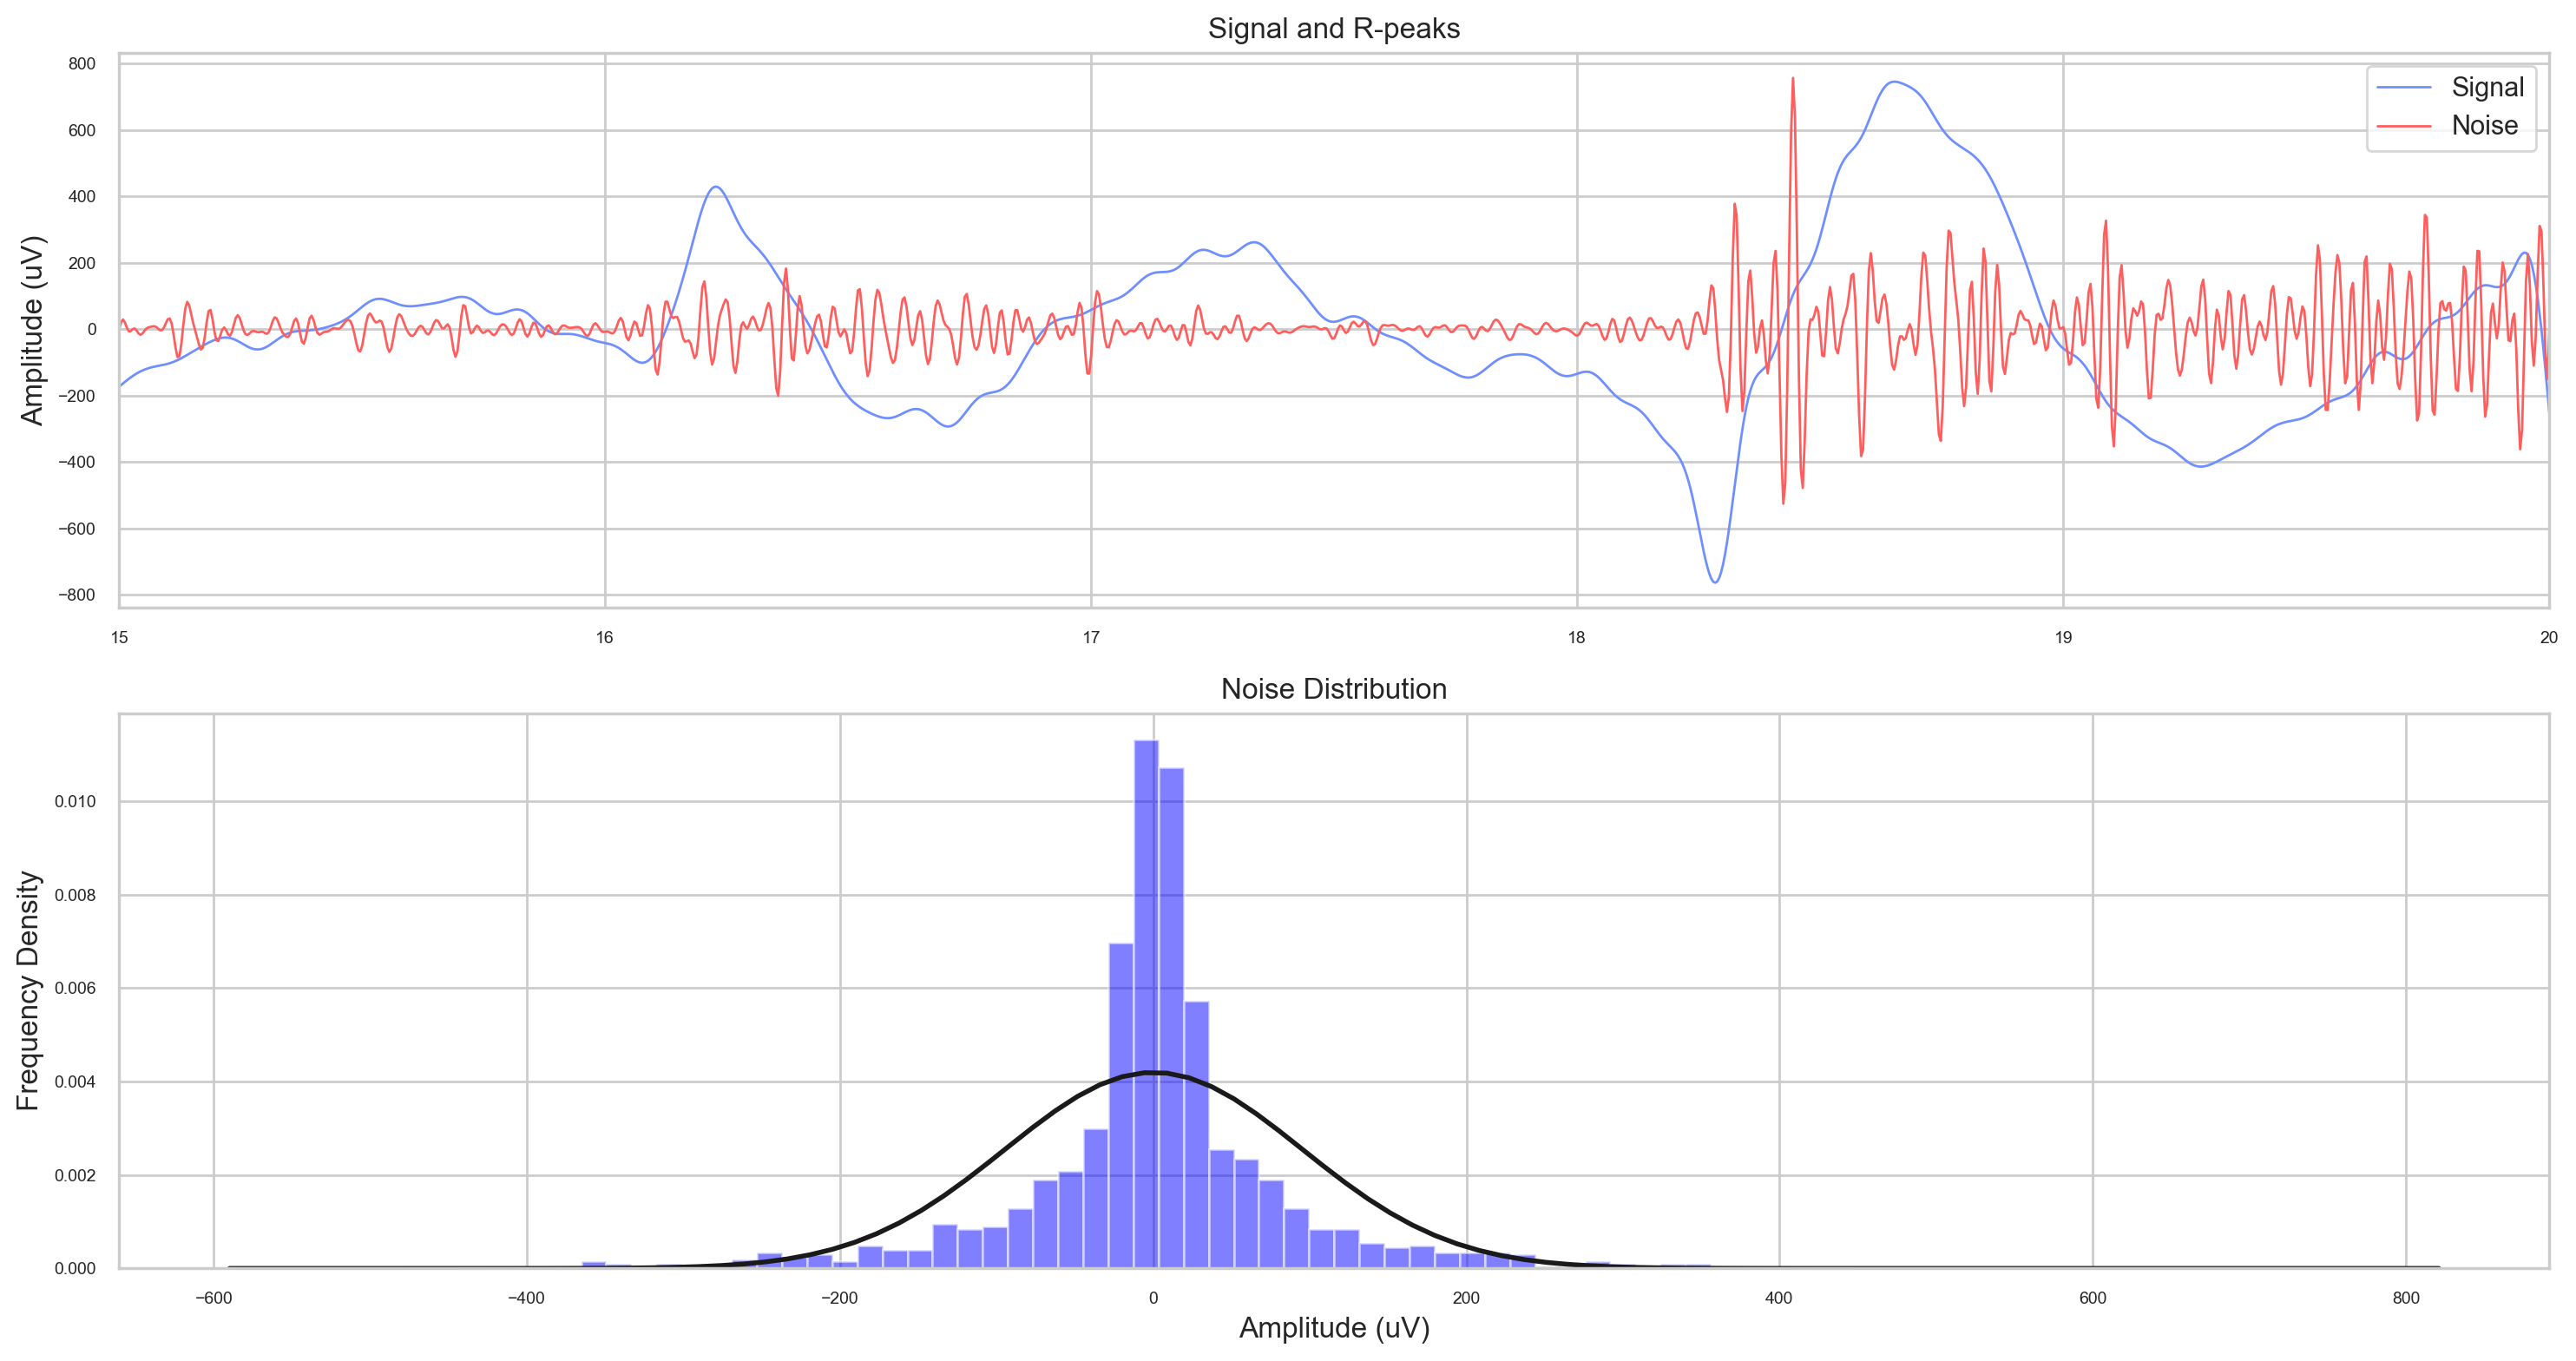 Signal and R-peaks
Amplitude (uV)
800
600
400
200
0
−200
−400
−600
−800
Signal
Noise
15 16 17 18 19 20
Noise Distribution
Frequency Density
0.010
0.008
0.006
0.004
0.002
0.000
−600 −400 −200 0 200 400 600 800
Amplitude (uV)